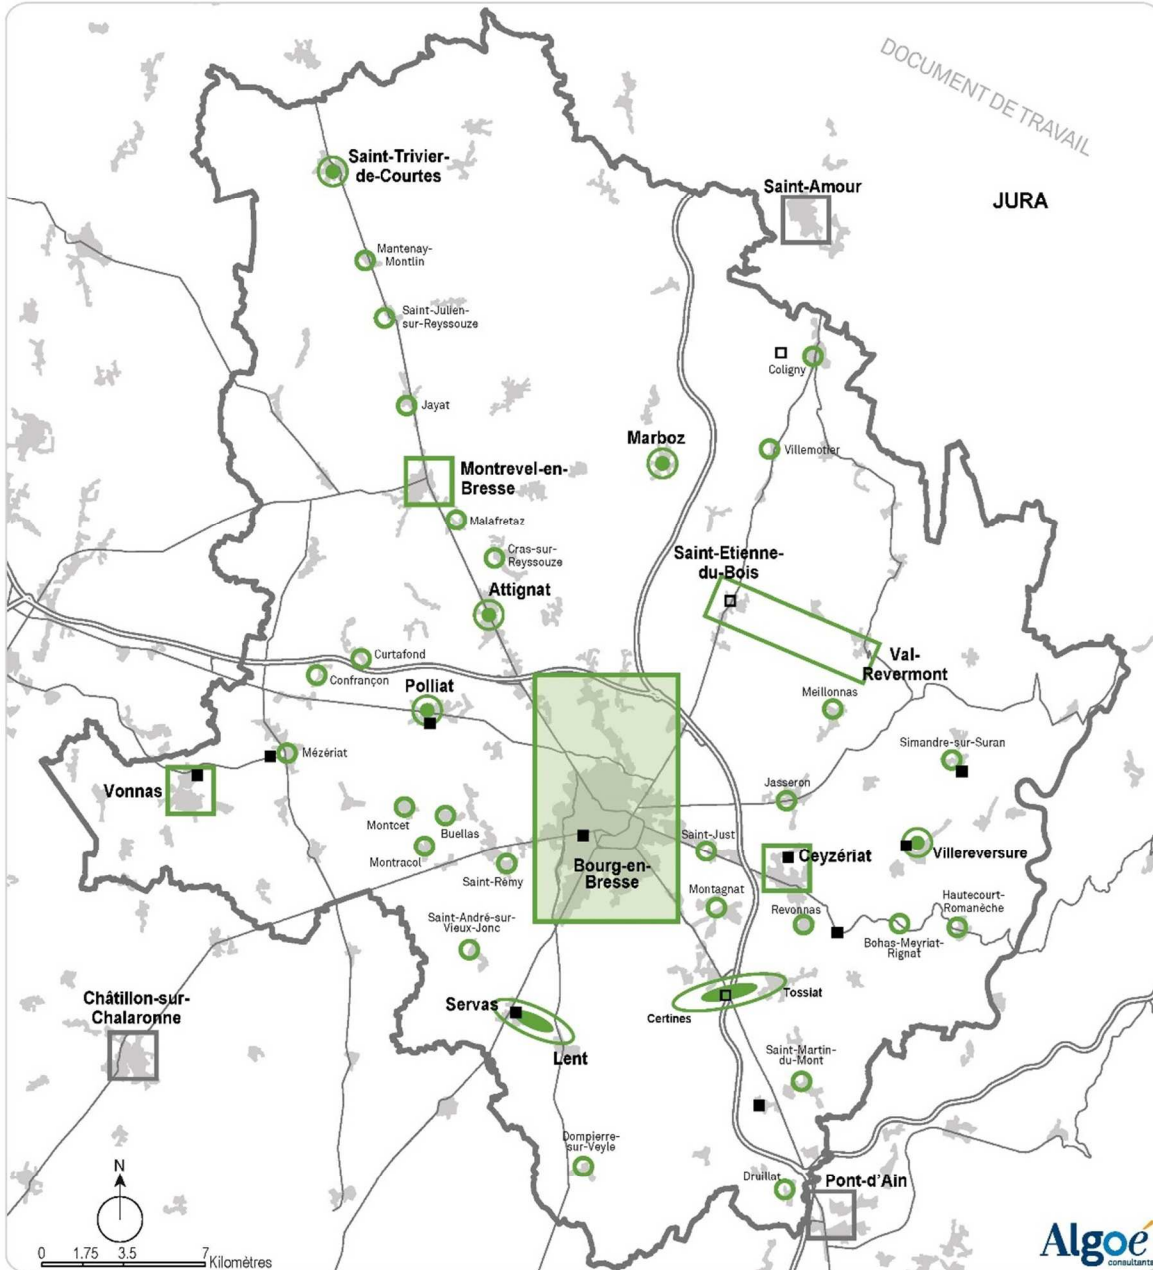 DOCUMENT DE TRAVAIL
Saint-Trivier-
de-Courtes
Saint-Amour
JURA
Mantenay-
Montlin
Saint-Julien-
sur-Reyssouze
Coligny
Jayat
Marboz
Villemotier
Montrevel-en-
Bresse
Malafretaz
Cras-sur-
Reyssouze
Saint-Etienne-
du-Bois
Attignat
Curtafond
Confrançon
Val-
Revermont
Polliat
Meillonnas
Mézériat
Simandre-sur-Suran
Vonnas
Jasseron
Montcet
Buellas
Montracol
Saint-Just
Ceyzériat
Villereversure
Saint-Rémy
Bourg-en-
Bresse
Montagnat
Revonnas
Hautecourt-
Romanèche
Saint-André-sur-
Vieux-Jonc
Bohas-Meyriat-
Rignat
Châtillon-sur-
Chalaronne
Servas
Tossiat
Certines
Lent
Saint-Martin-
du-Mont
Dompierre-
sur-Veyle
Druillat
Pont-d'Ain
N
0 1.75 3.5 7
Kilomètres
Algoé
consultants